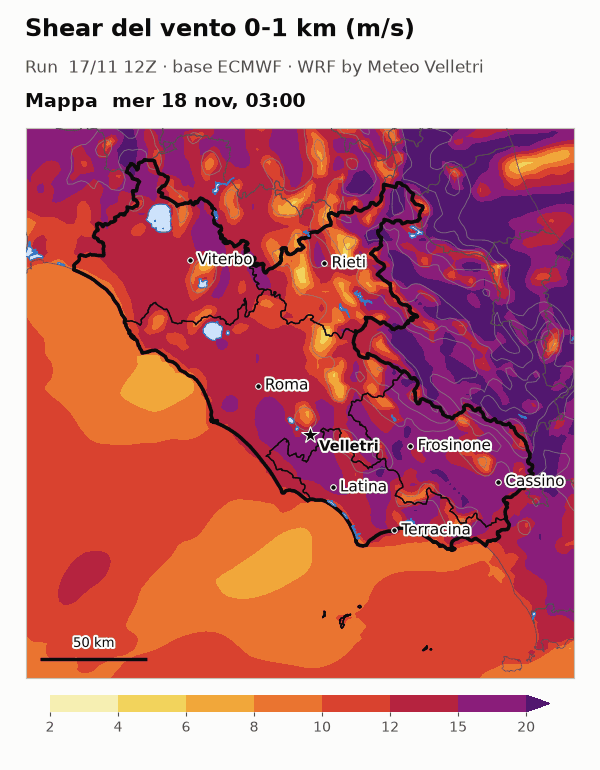 Shear del vento 0-1 km (m/s)
Run  17/11 12Z · base ECMWF · WRF by Meteo Velletri
Mappa  mer 18 nov, 03:00
Viterbo
Rieti
Roma
Velletri
Frosinone
Latina
Cassino
Terracina
50 km
2 4 6 8 10 12 15 20